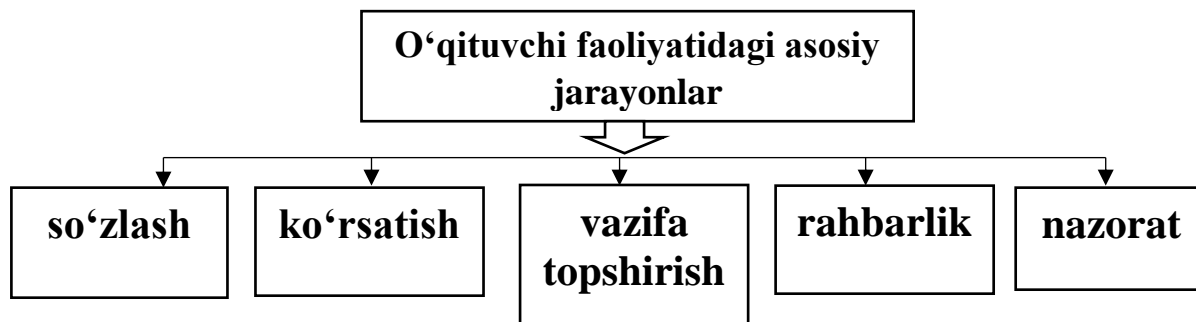 O‘qituvchi faoliyatidagi asosiy
jarayonlar
so‘zlash
ko‘rsatish
vazifa
topshirish
rahbarlik
nazorat